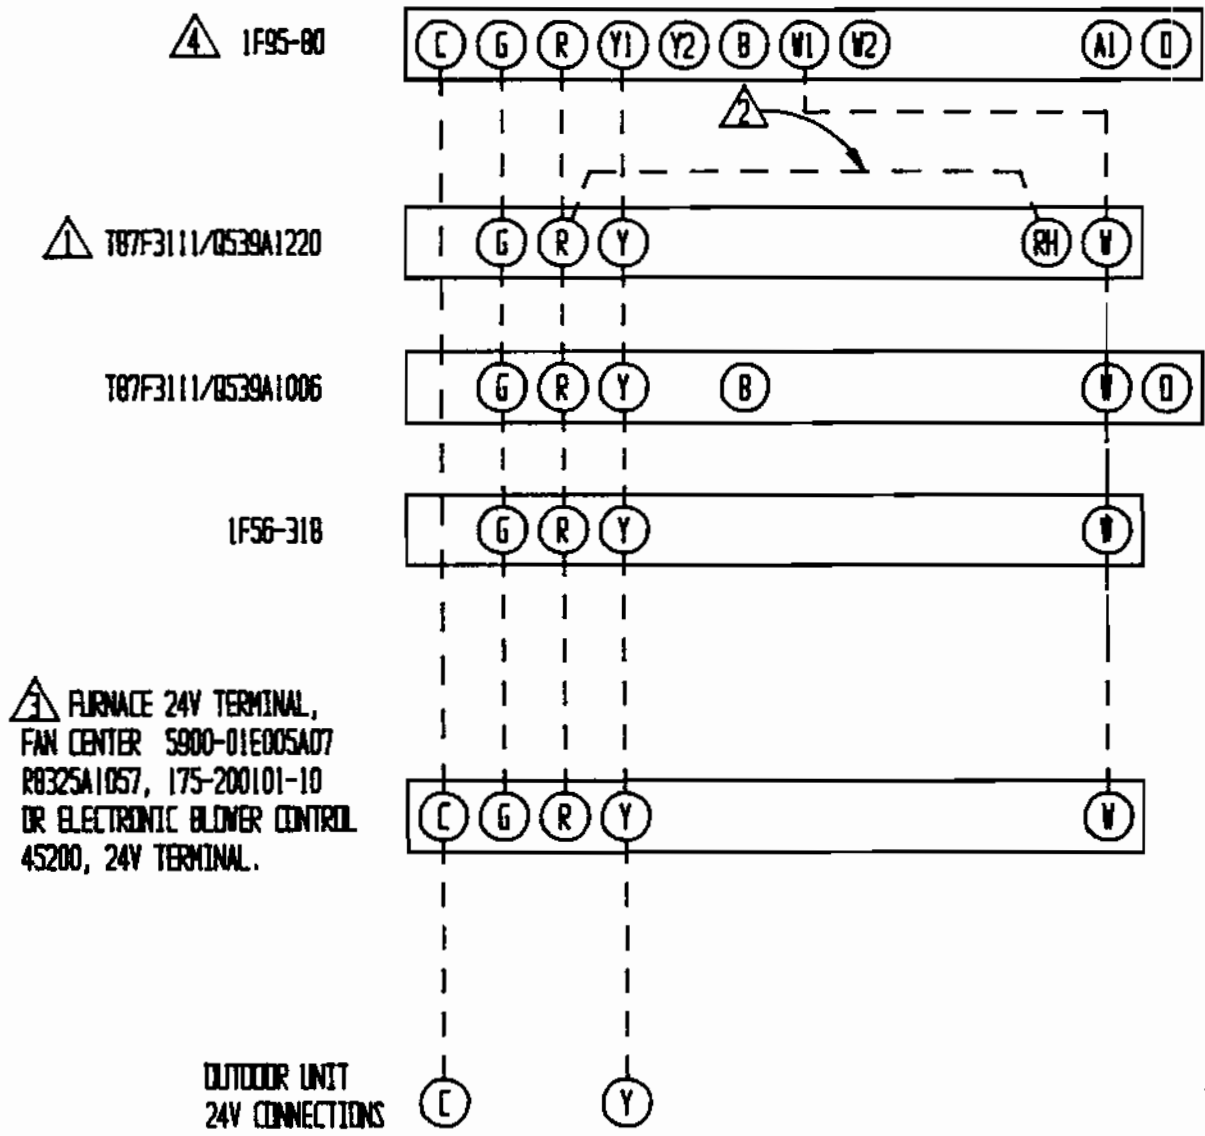 4 1F95-80 C G R Y1 Y2 B W1 W2 A1 O
2
1 T87F3111/Q539A1220 G R Y RH W
T87F3111/Q539A1006 G R Y B W O
1F56-318 G R Y W
3 FURNACE 24V TERMINAL,
FAN CENTER 5900-01E005A07
R8325A1057, 175-200101-10
OR ELECTRONIC BLOWER CONTROL
45200, 24V TERMINAL.
C G R Y W
OUTDOOR UNIT
24V CONNECTIONS
C Y